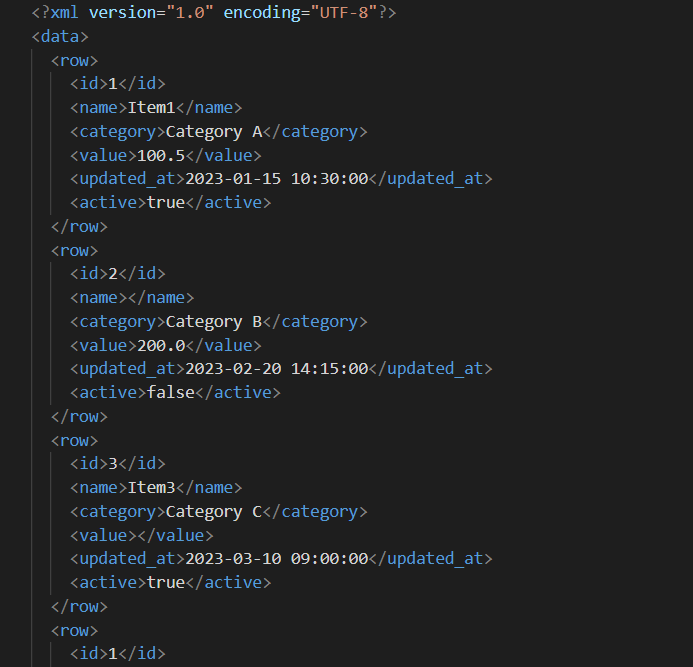 <?xml version="1.0" encoding="UTF-8"?>
<data>
  <row>
    <id>1</id>
    <name>Item1</name>
    <category>Category A</category>
    <value>100.5</value>
    <updated_at>2023-01-15 10:30:00</updated_at>
    <active>true</active>
  </row>
  <row>
    <id>2</id>
    <name></name>
    <category>Category B</category>
    <value>200.0</value>
    <updated_at>2023-02-20 14:15:00</updated_at>
    <active>false</active>
  </row>
  <row>
    <id>3</id>
    <name>Item3</name>
    <category>Category C</category>
    <value></value>
    <updated_at>2023-03-10 09:00:00</updated_at>
    <active>true</active>
  </row>
  <row>
    <id>1</id>